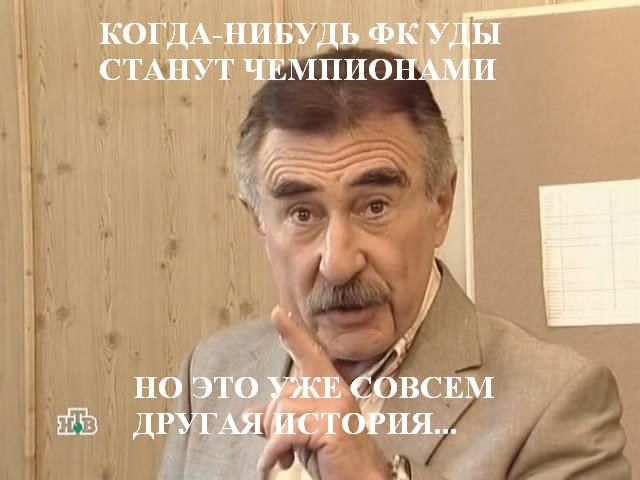 КОГДА-НИБУДЬ ФК УДЫ
СТАНУТ ЧЕМПИОНАМИ
НО ЭТО УЖЕ СОВСЕМ
ДРУГАЯ ИСТОРИЯ...
НТВ